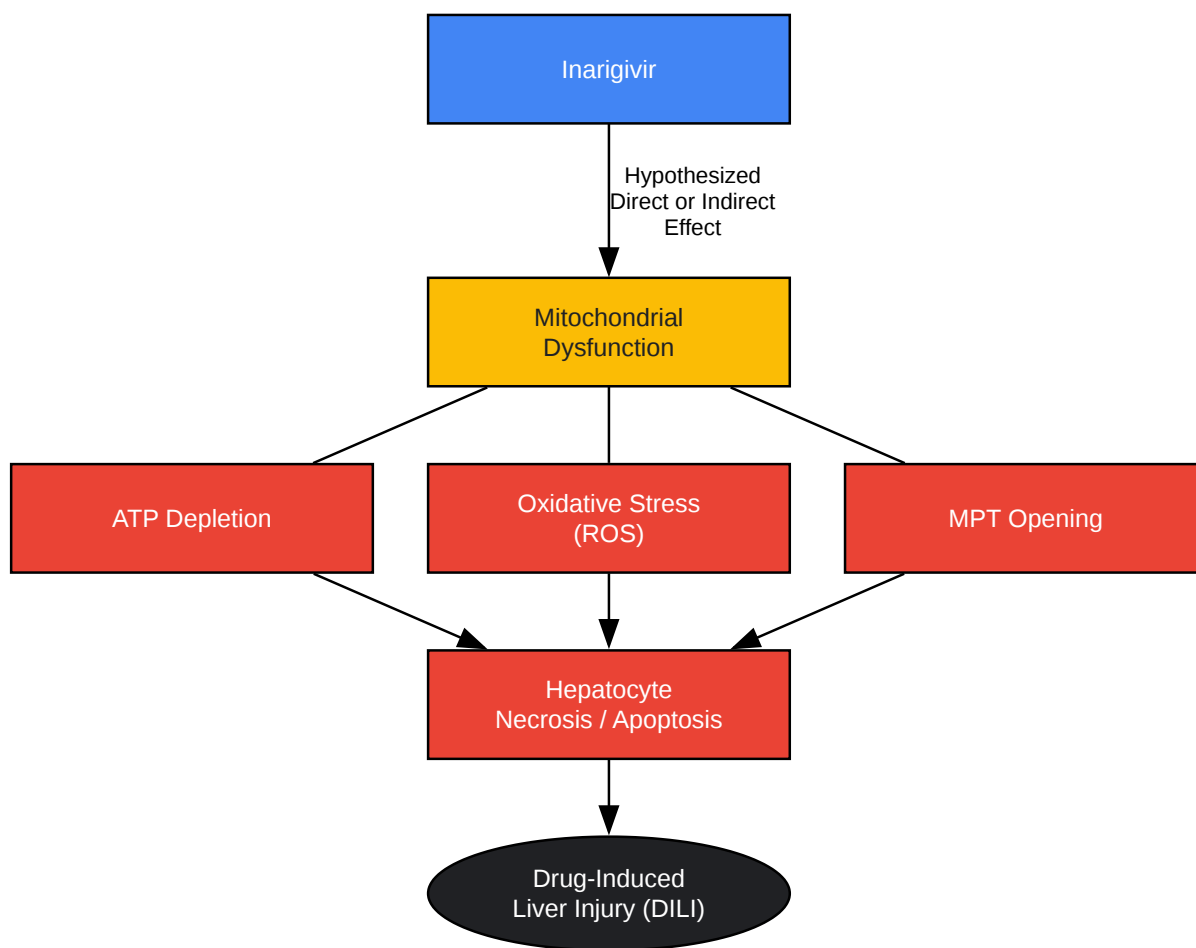 Inarigivir
Hypothesized
Direct or Indirect
Effect
Mitochondrial
Dysfunction
ATP Depletion
Oxidative Stress
(ROS)
MPT Opening
Hepatocyte
Necrosis / Apoptosis
Drug-Induced
Liver Injury (DILI)